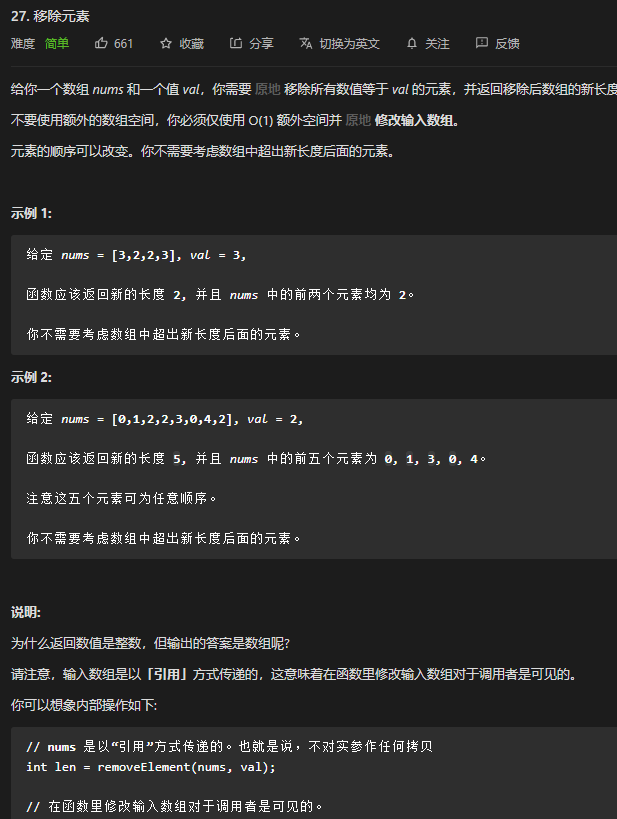 27. 移除元素
难度 简单 661 收藏 分享 切换为英文 关注 反馈
给你一个数组 nums 和一个值 val，你需要 原地 移除所有数值等于 val 的元素，并返回移除后数组的新长度
不要使用额外的数组空间，你必须仅使用 O(1) 额外空间并 原地 修改输入数组。
元素的顺序可以改变。你不需要考虑数组中超出新长度后面的元素。
示例 1:
给定 nums = [3,2,2,3], val = 3,
函数应该返回新的长度 2, 并且 nums 中的前两个元素均为 2。
你不需要考虑数组中超出新长度后面的元素。
示例 2:
给定 nums = [0,1,2,2,3,0,4,2], val = 2,
函数应该返回新的长度 5, 并且 nums 中的前五个元素为 0, 1, 3, 0, 4。
注意这五个元素可为任意顺序。
你不需要考虑数组中超出新长度后面的元素。
说明:
为什么返回数值是整数，但输出的答案是数组呢?
请注意，输入数组是以「引用」方式传递的，这意味着在函数里修改输入数组对于调用者是可见的。
你可以想象内部操作如下:
// nums 是以“引用”方式传递的。也就是说，不对实参作任何拷贝
int len = removeElement(nums, val);
// 在函数里修改输入数组对于调用者是可见的。